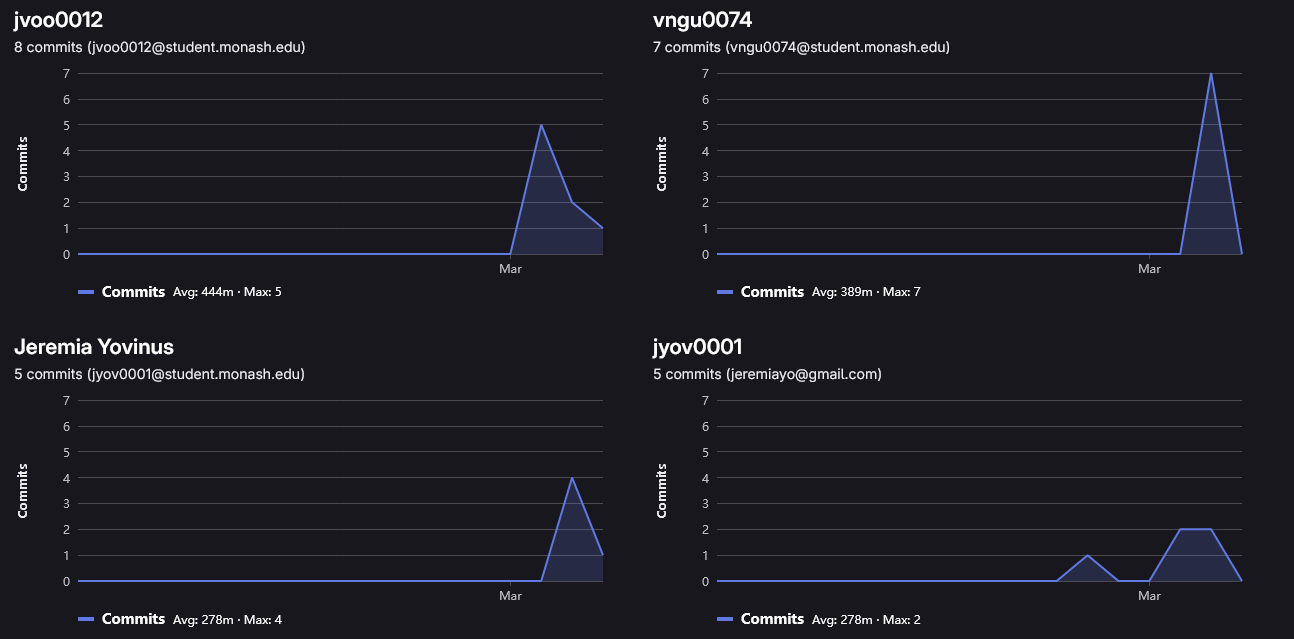 jvoo0012
8 commits (jvoo0012@student.monash.edu)
7
6
5
4
3
2
1
0
Commits
Mar
Commits Avg: 444m · Max: 5
vngu0074
7 commits (vngu0074@student.monash.edu)
7
6
5
4
3
2
1
0
Commits
Mar
Commits Avg: 389m · Max: 7
Jeremia Yovinus
5 commits (jyov0001@student.monash.edu)
7
6
5
4
3
2
1
0
Commits
Mar
Commits Avg: 278m · Max: 4
jyov0001
5 commits (jeremiayo@gmail.com)
7
6
5
4
3
2
1
0
Commits
Mar
Commits Avg: 278m · Max: 2